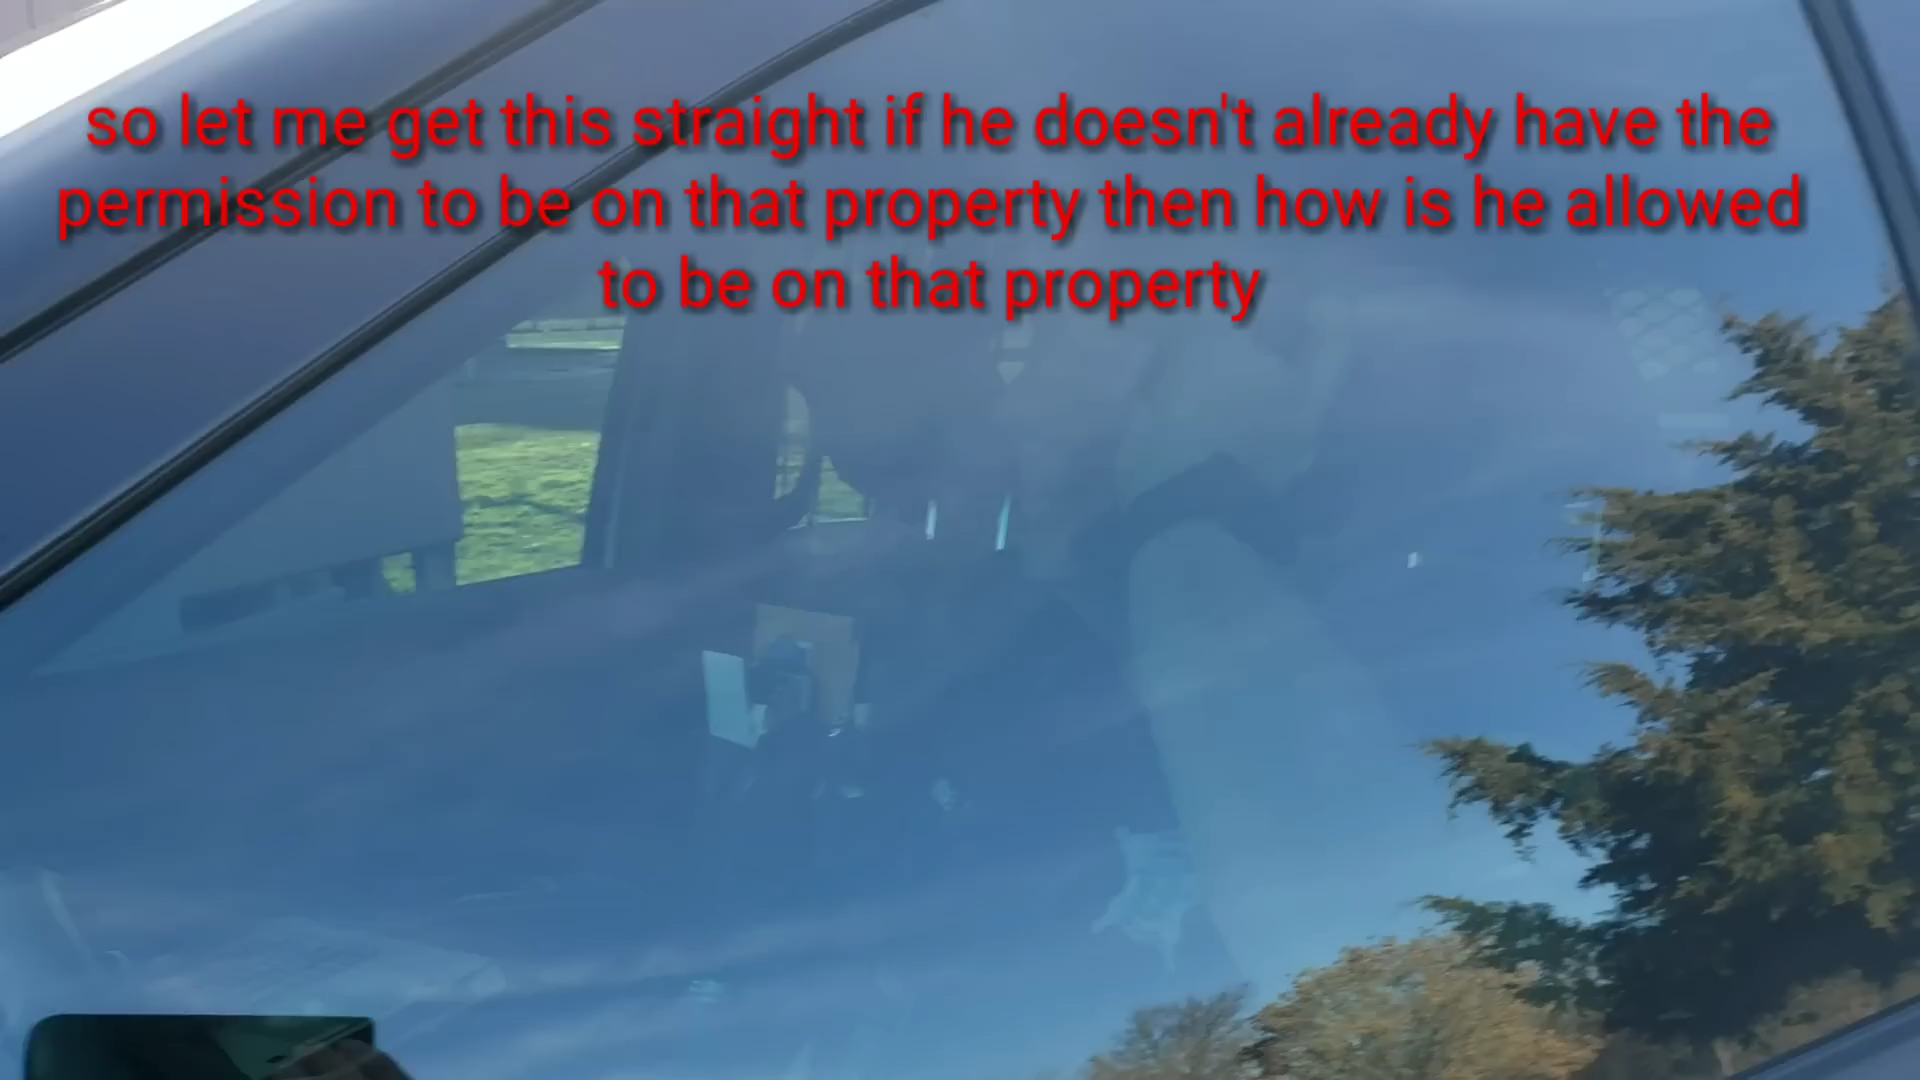 so let me get this straight if he doesn't already have the
permission to be on that property then how is he allowed
to be on that property